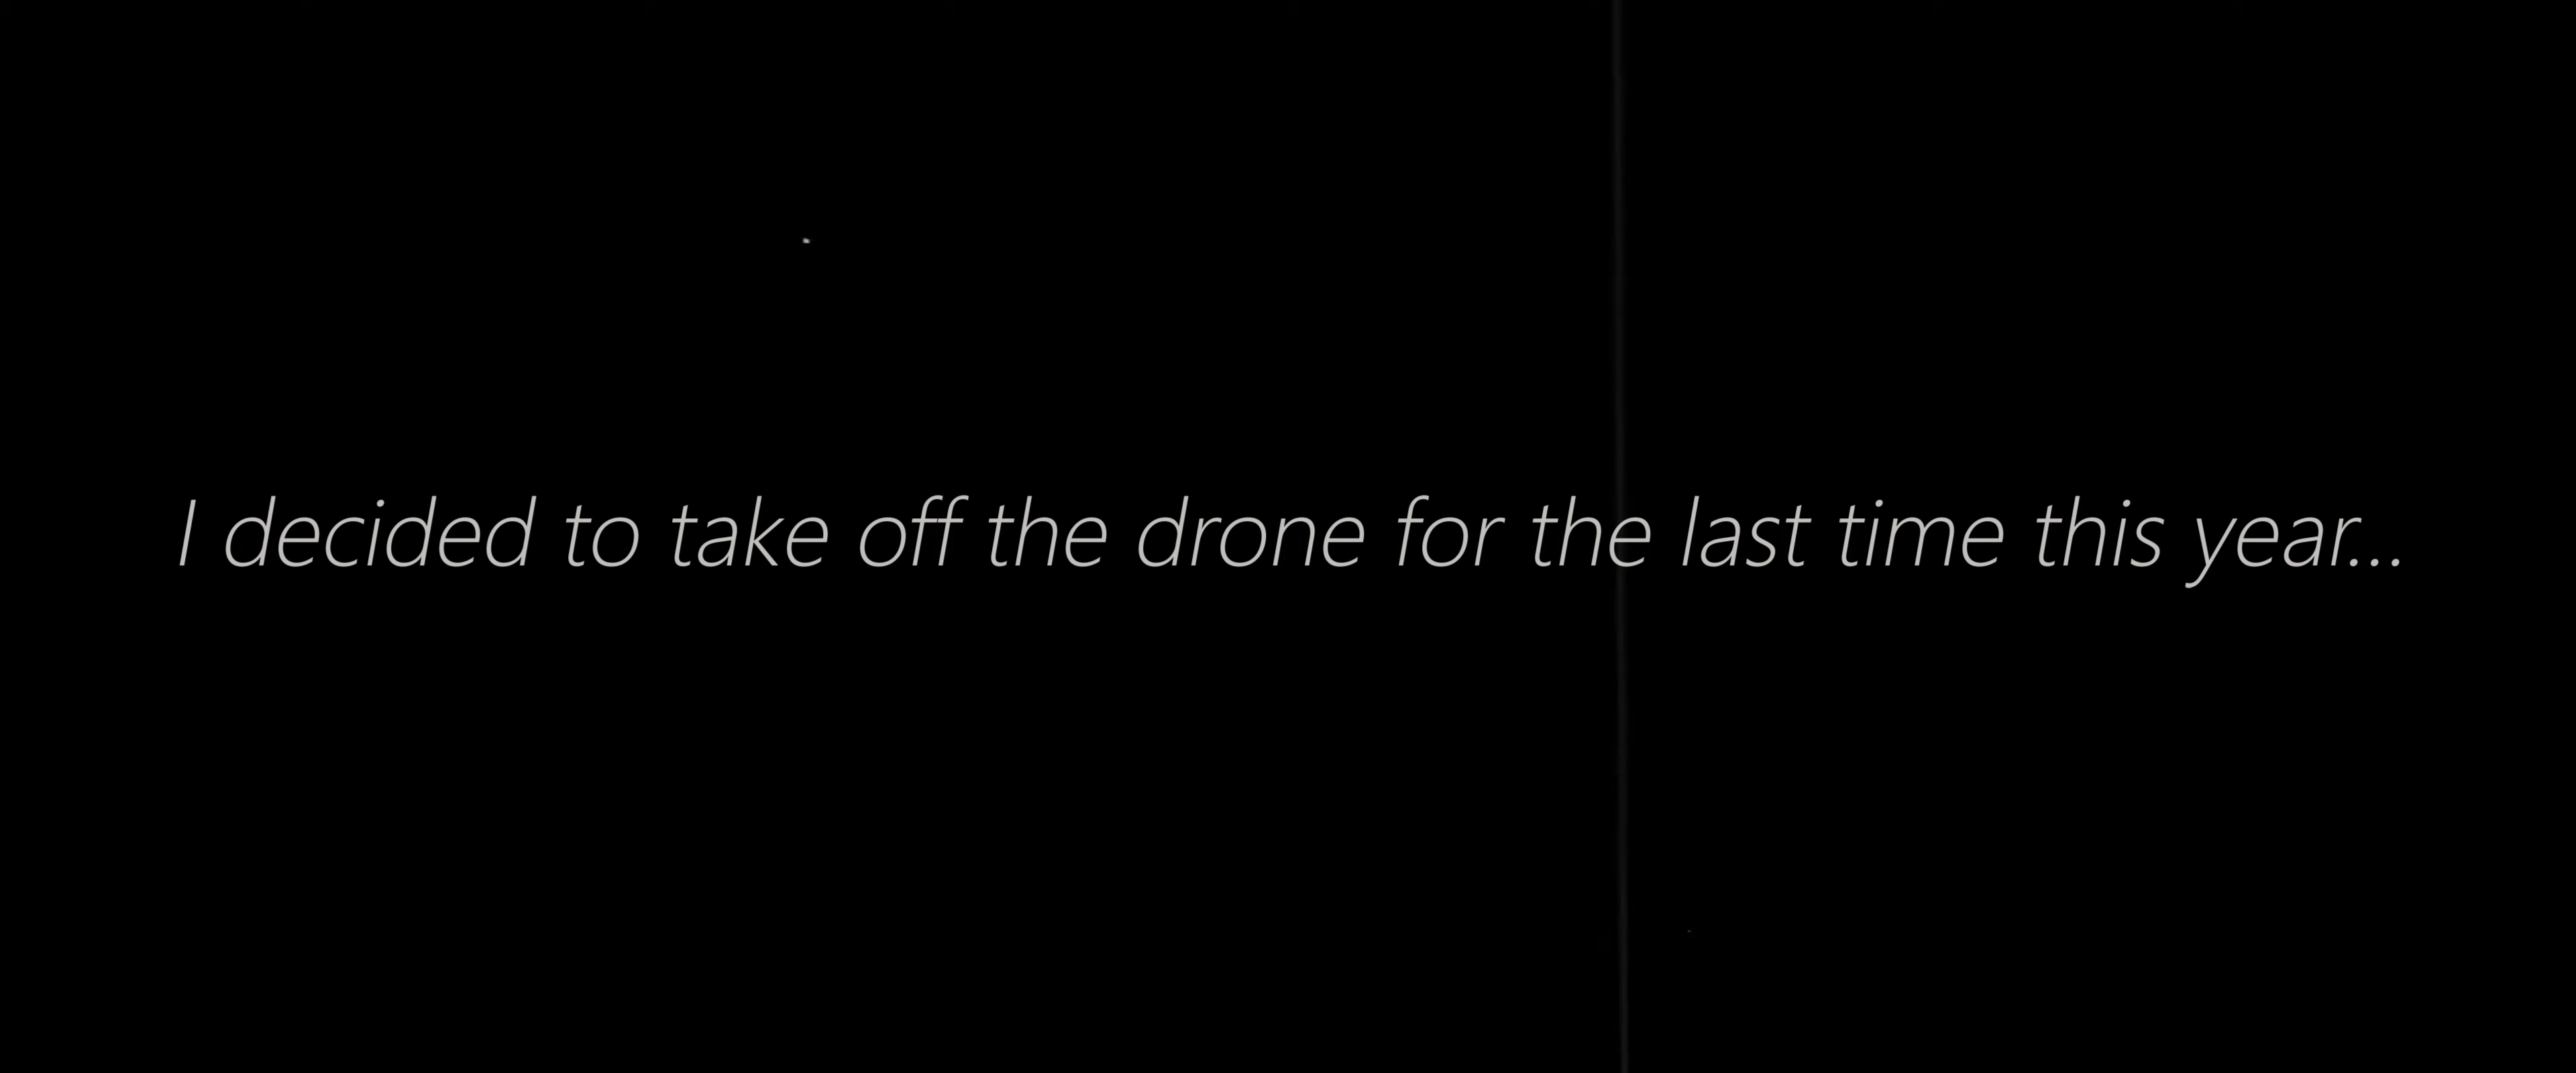 I decided to take off the drone for the last time this year...